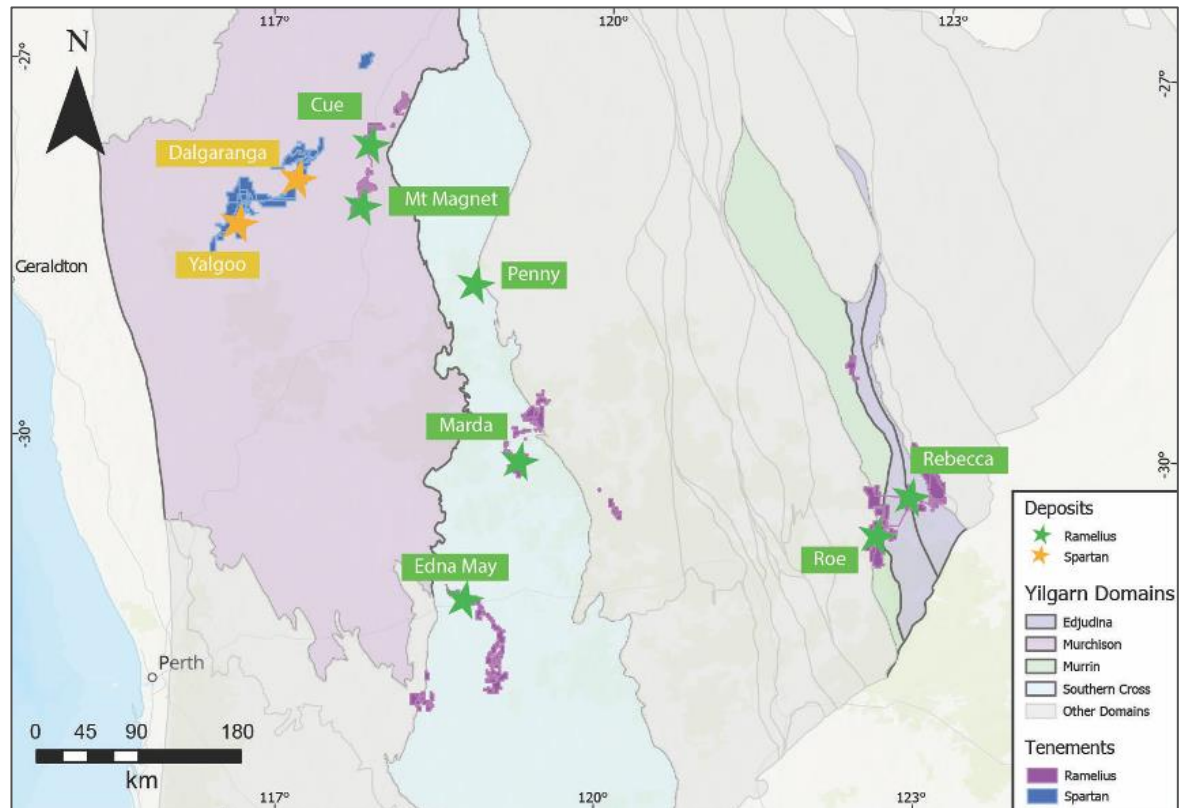 117°
120°
123°
N
-27°
-27°
Cue
Dalgaranga
Mt Magnet
Yalgoo
Geraldton
Penny
-30°
-30°
Marda
Rebecca
Roe
Edna May
Perth
0 45 90 180
km
Deposits
Ramelius
Spartan
Yilgarn Domains
Edjudina
Murchison
Murrin
Southern Cross
Other Domains
Tenements
Ramelius
Spartan
117°
120°
123°